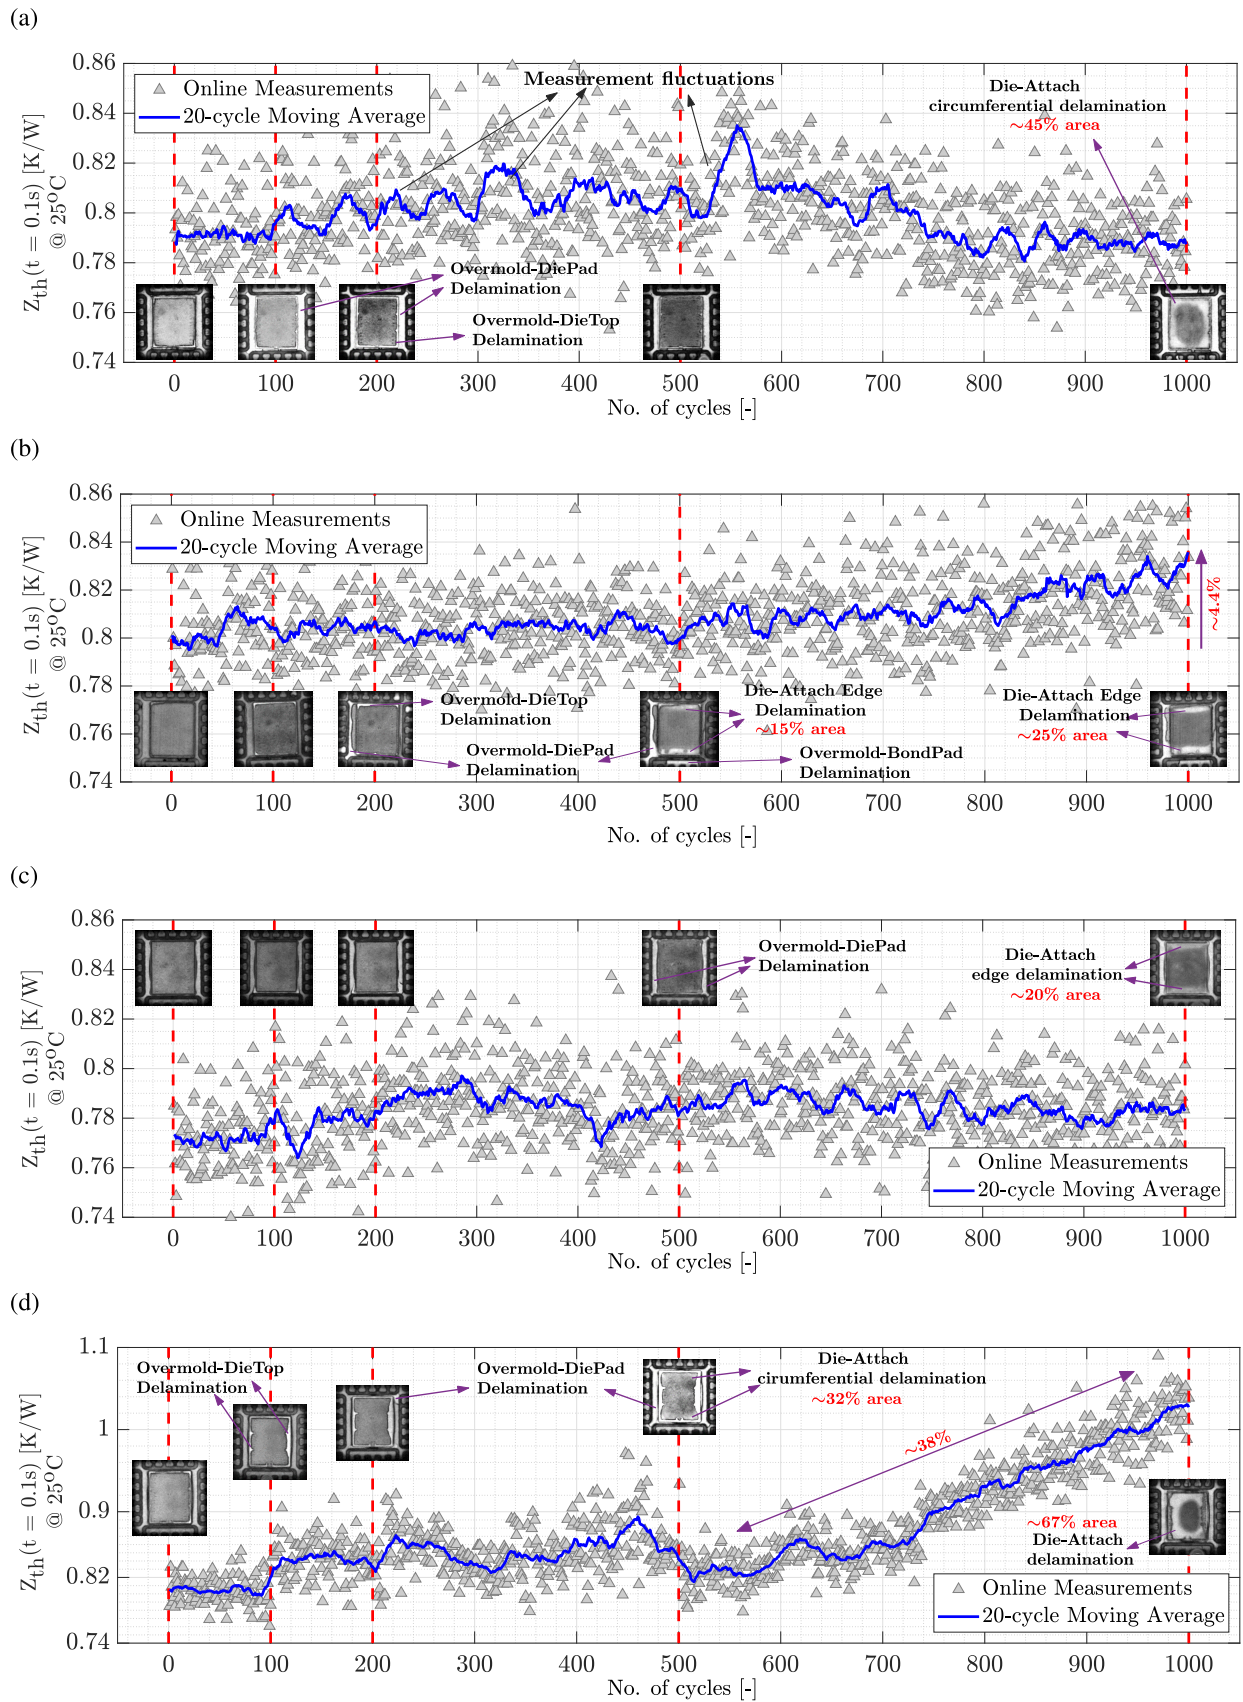 (a)
Z_th(t = 0.1s) [K/W]
@ 25°C
0.86
0.84
0.82
0.8
0.78
0.76
0.74
Online Measurements
20-cycle Moving Average
Measurement fluctuations
Die-Attach
circumferential delamination
~45% area
Overmold-DiePad
Delamination
Overmold-DieTop
Delamination
0 100 200 300 400 500 600 700 800 900 1000
No. of cycles [-]
(b)
Z_th(t = 0.1s) [K/W]
@ 25°C
0.86
0.84
0.82
0.8
0.78
0.76
0.74
Online Measurements
20-cycle Moving Average
~4.4%
Overmold-DieTop
Delamination
Overmold-DiePad
Delamination
Die-Attach Edge
Delamination
~15% area
Overmold-BondPad
Delamination
Die-Attach Edge
Delamination
~25% area
0 100 200 300 400 500 600 700 800 900 1000
No. of cycles [-]
(c)
Z_th(t = 0.1s) [K/W]
@ 25°C
0.86
0.84
0.82
0.8
0.78
0.76
0.74
Overmold-DiePad
Delamination
Die-Attach
edge delamination
~20% area
Online Measurements
20-cycle Moving Average
0 100 200 300 400 500 600 700 800 900 1000
No. of cycles [-]
(d)
Z_th(t = 0.1s) [K/W]
@ 25°C
1.1
1
0.9
0.82
0.74
Overmold-DieTop
Delamination
Overmold-DiePad
Delamination
Die-Attach
cirumferential delamination
~32% area
~38%
~67% area
Die-Attach
delamination
Online Measurements
20-cycle Moving Average
0 100 200 300 400 500 600 700 800 900 1000
No. of cycles [-]